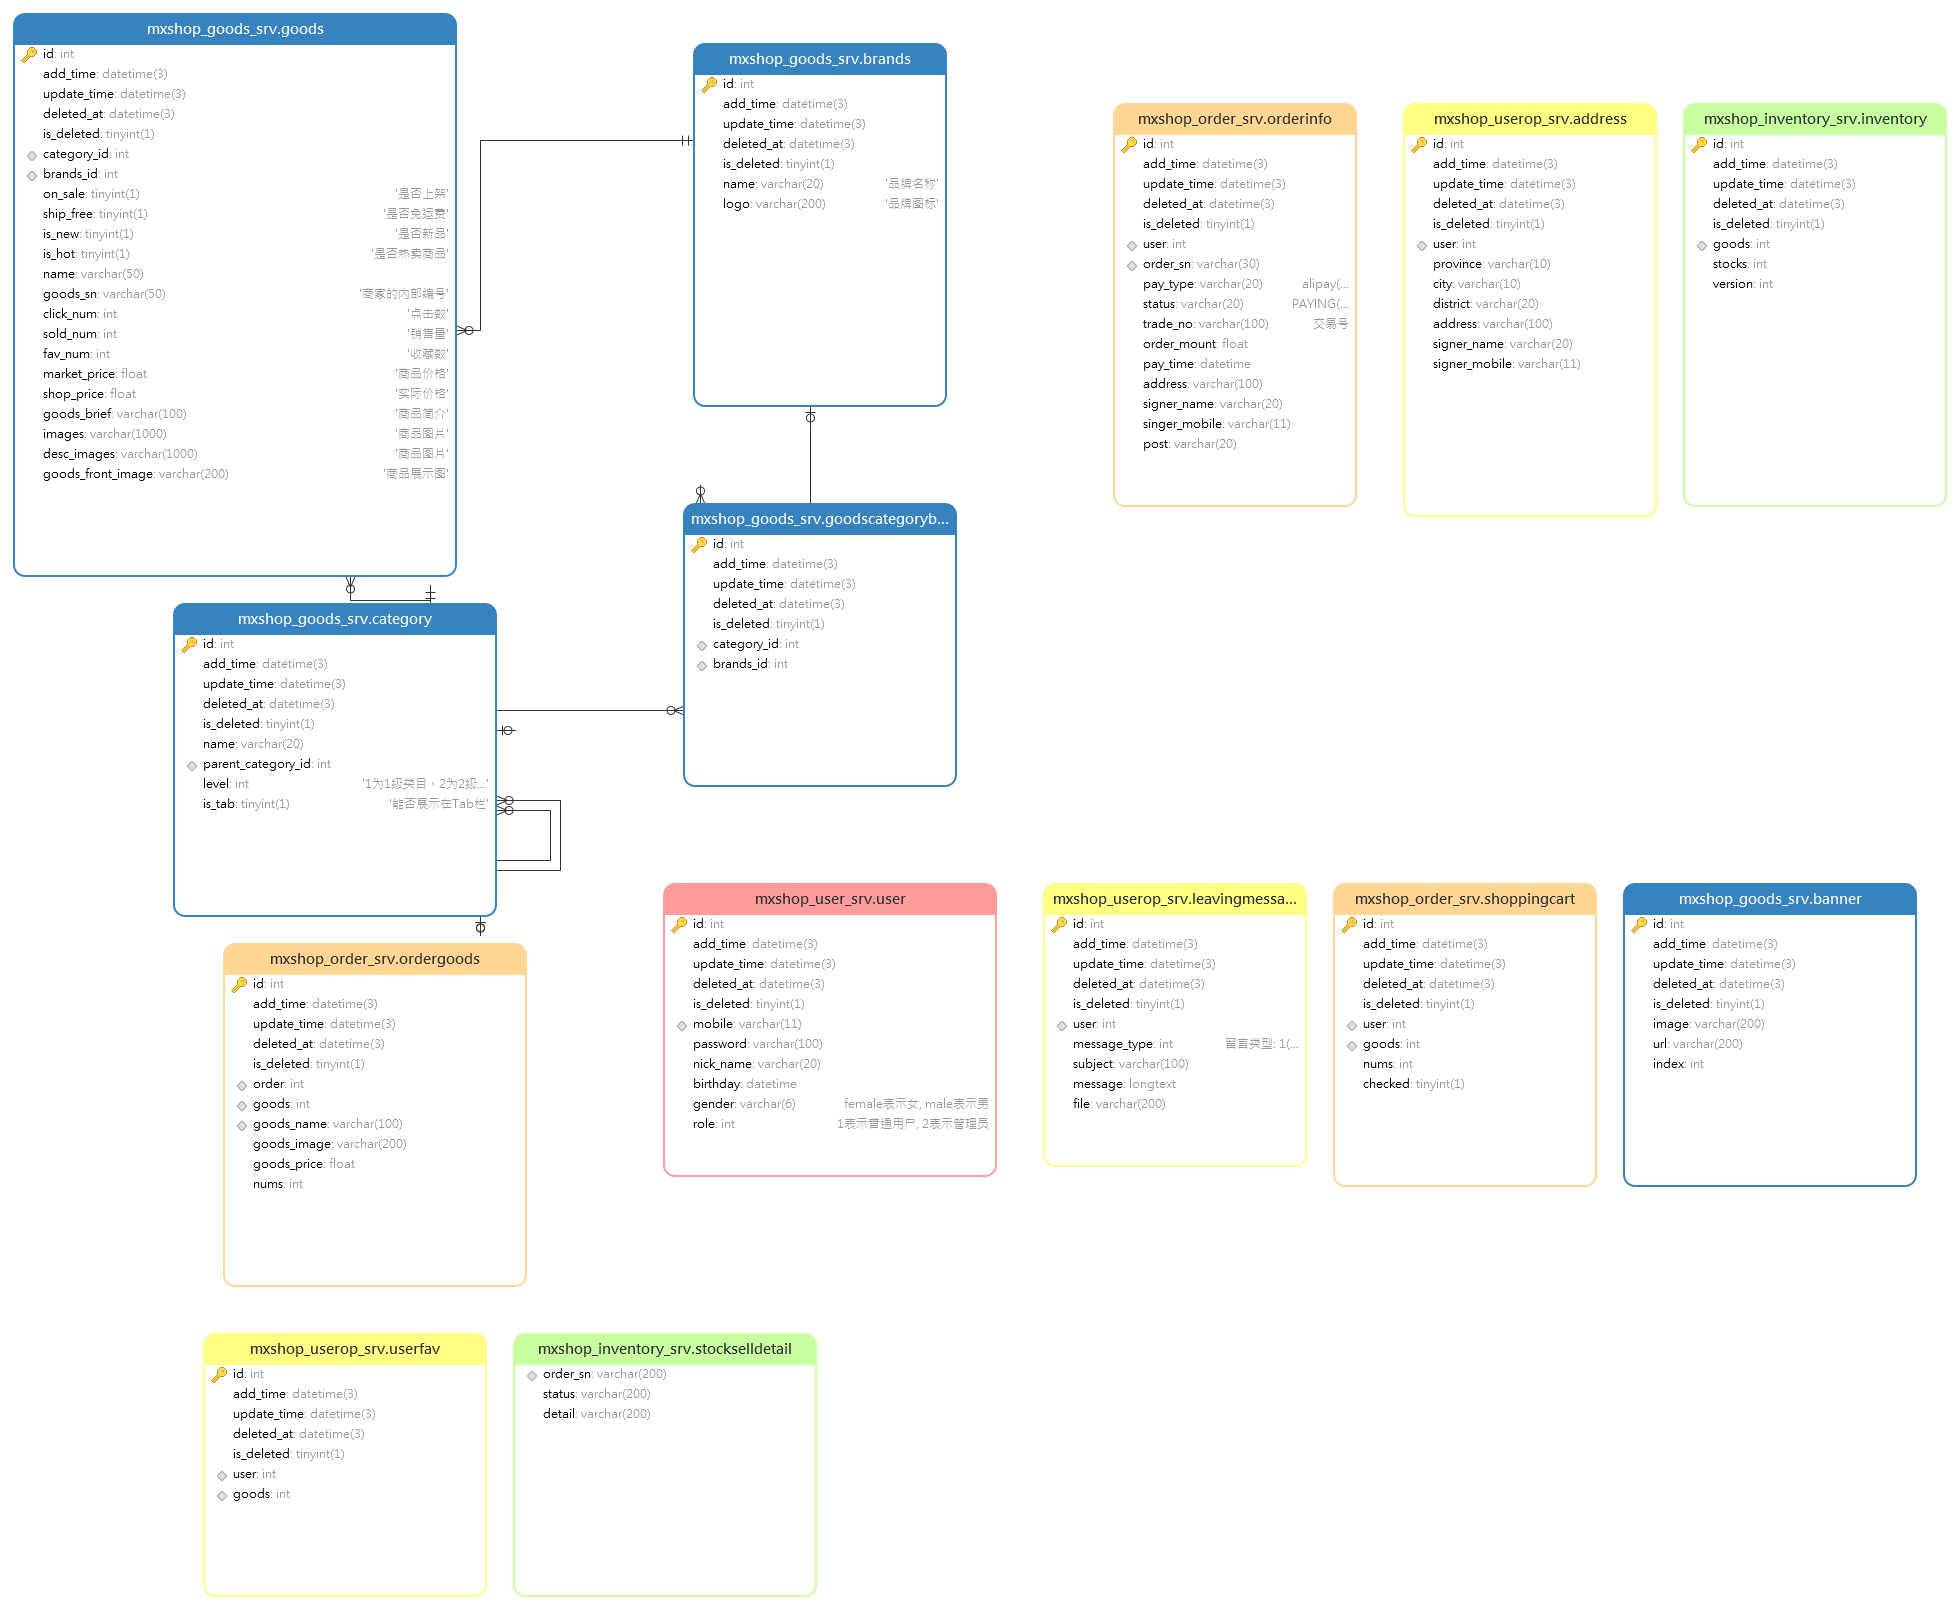 mxshop_goods_srv.goods
id: int
add_time: datetime(3)
update_time: datetime(3)
deleted_at: datetime(3)
is_deleted: tinyint(1)
category_id: int
brands_id: int
on_sale: tinyint(1) '是否上架'
ship_free: tinyint(1) '是否免运费'
is_new: tinyint(1) '是否新品'
is_hot: tinyint(1) '是否热卖商品'
name: varchar(50)
goods_sn: varchar(50) '商家的内部编号'
click_num: int '点击数'
sold_num: int '销售量'
fav_num: int '收藏数'
market_price: float '商品价格'
shop_price: float '实际价格'
goods_brief: varchar(100) '商品简介'
images: varchar(1000) '商品图片'
desc_images: varchar(1000) '商品图片'
goods_front_image: varchar(200) '商品展示图'
mxshop_goods_srv.brands
id: int
add_time: datetime(3)
update_time: datetime(3)
deleted_at: datetime(3)
is_deleted: tinyint(1)
name: varchar(20) '品牌名称'
logo: varchar(200) '品牌图标'
mxshop_order_srv.orderinfo
id: int
add_time: datetime(3)
update_time: datetime(3)
deleted_at: datetime(3)
is_deleted: tinyint(1)
user: int
order_sn: varchar(30)
pay_type: varchar(20) alipay(...
status: varchar(20) PAYING(...
trade_no: varchar(100) 交易号
order_mount: float
pay_time: datetime
address: varchar(100)
signer_name: varchar(20)
singer_mobile: varchar(11)
post: varchar(20)
mxshop_userop_srv.address
id: int
add_time: datetime(3)
update_time: datetime(3)
deleted_at: datetime(3)
is_deleted: tinyint(1)
user: int
province: varchar(10)
city: varchar(10)
district: varchar(20)
address: varchar(100)
signer_name: varchar(20)
signer_mobile: varchar(11)
mxshop_inventory_srv.inventory
id: int
add_time: datetime(3)
update_time: datetime(3)
deleted_at: datetime(3)
is_deleted: tinyint(1)
goods: int
stocks: int
version: int
mxshop_goods_srv.goodscategoryb...
id: int
add_time: datetime(3)
update_time: datetime(3)
deleted_at: datetime(3)
is_deleted: tinyint(1)
category_id: int
brands_id: int
mxshop_goods_srv.category
id: int
add_time: datetime(3)
update_time: datetime(3)
deleted_at: datetime(3)
is_deleted: tinyint(1)
name: varchar(20)
parent_category_id: int
level: int '1为1级类目，2为2级...'
is_tab: tinyint(1) '能否展示在Tab栏'
mxshop_user_srv.user
id: int
add_time: datetime(3)
update_time: datetime(3)
deleted_at: datetime(3)
is_deleted: tinyint(1)
mobile: varchar(11)
password: varchar(100)
nick_name: varchar(20)
birthday: datetime
gender: varchar(6) female表示女, male表示男
role: int 1表示普通用户, 2表示管理员
mxshop_userop_srv.leavingmessa...
id: int
add_time: datetime(3)
update_time: datetime(3)
deleted_at: datetime(3)
is_deleted: tinyint(1)
user: int
message_type: int 留言类型: 1(...
subject: varchar(100)
message: longtext
file: varchar(200)
mxshop_order_srv.shoppingcart
id: int
add_time: datetime(3)
update_time: datetime(3)
deleted_at: datetime(3)
is_deleted: tinyint(1)
user: int
goods: int
nums: int
checked: tinyint(1)
mxshop_goods_srv.banner
id: int
add_time: datetime(3)
update_time: datetime(3)
deleted_at: datetime(3)
is_deleted: tinyint(1)
image: varchar(200)
url: varchar(200)
index: int
mxshop_order_srv.ordergoods
id: int
add_time: datetime(3)
update_time: datetime(3)
deleted_at: datetime(3)
is_deleted: tinyint(1)
order: int
goods: int
goods_name: varchar(100)
goods_image: varchar(200)
goods_price: float
nums: int
mxshop_userop_srv.userfav
id: int
add_time: datetime(3)
update_time: datetime(3)
deleted_at: datetime(3)
is_deleted: tinyint(1)
user: int
goods: int
mxshop_inventory_srv.stockselldetail
order_sn: varchar(200)
status: varchar(200)
detail: varchar(200)